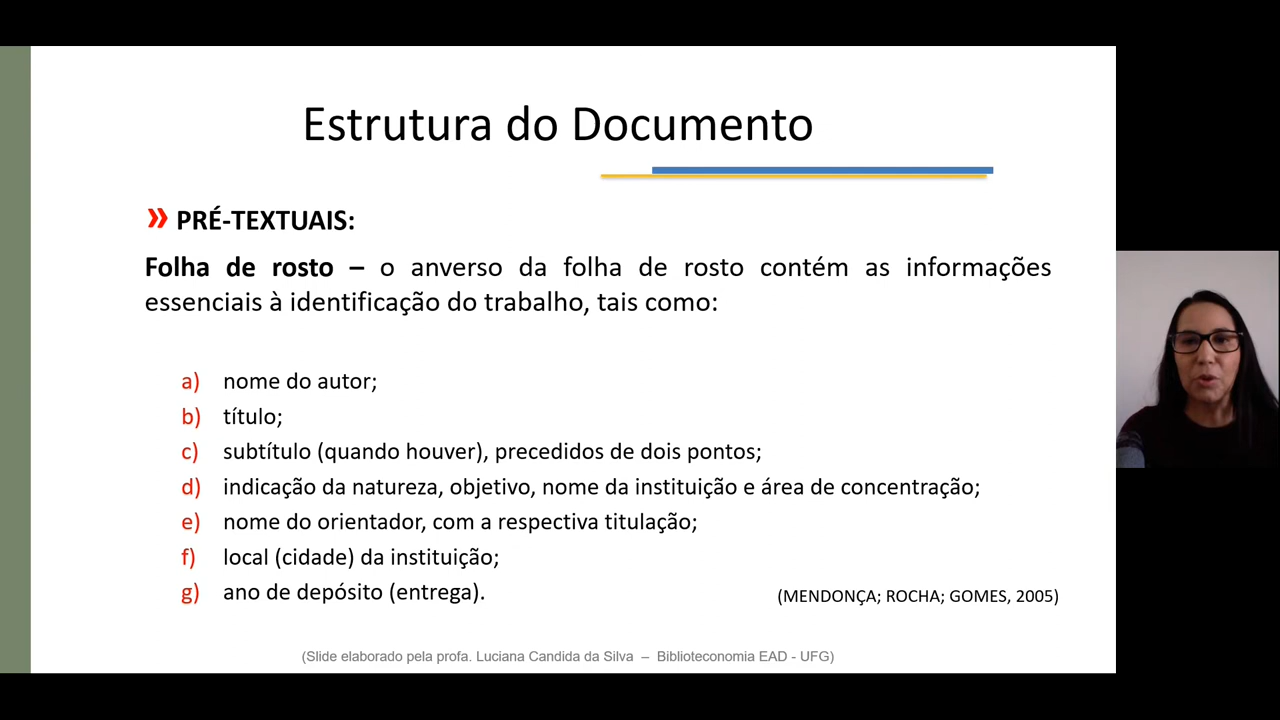 Estrutura do Documento
» PRÉ-TEXTUAIS:
Folha de rosto – o anverso da folha de rosto contém as informações
essenciais à identificação do trabalho, tais como:
a) nome do autor;
b) título;
c) subtítulo (quando houver), precedidos de dois pontos;
d) indicação da natureza, objetivo, nome da instituição e área de concentração;
e) nome do orientador, com a respectiva titulação;
f) local (cidade) da instituição;
g) ano de depósito (entrega).
(MENDONÇA; ROCHA; GOMES, 2005)
(Slide elaborado pela profa. Luciana Candida da Silva – Biblioteconomia EAD - UFG)